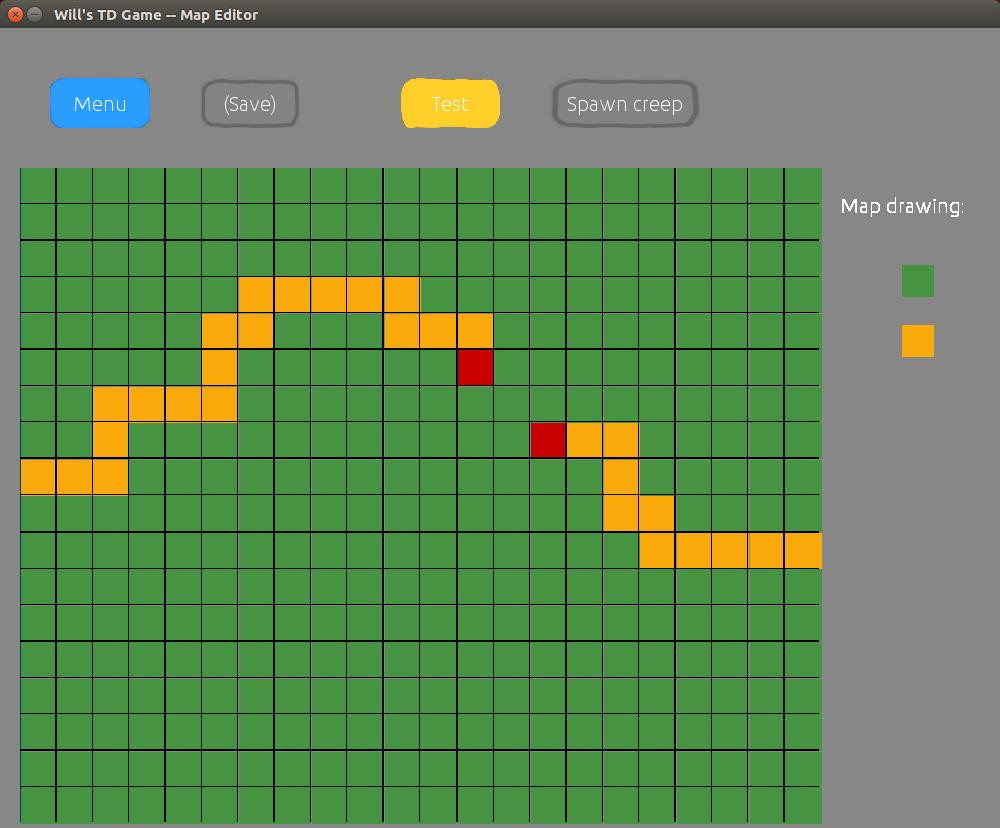 Will's TD Game -- Map Editor
Menu
(Save)
Test
Spawn creep
Map drawing: